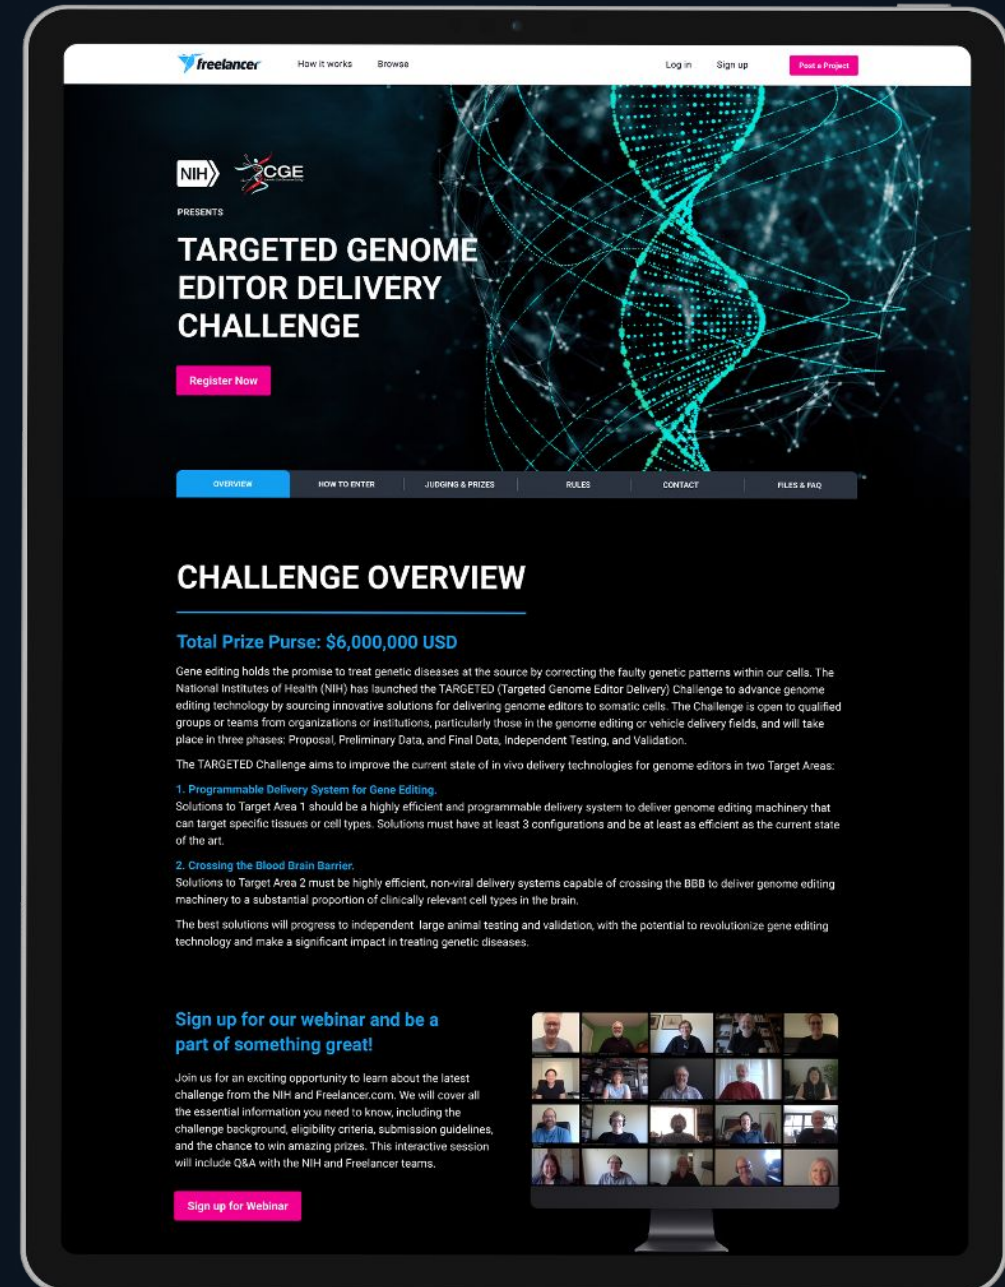 freelancer How it works Browse Log in Sign up Post a Project
NIH CGE
PRESENTS
TARGETED GENOME
EDITOR DELIVERY
CHALLENGE
Register Now
OVERVIEW HOW TO ENTER JUDGING & PRIZES RULES CONTACT FILES & FAQ
CHALLENGE OVERVIEW
Total Prize Purse: $6,000,000 USD
Gene editing holds the promise to treat genetic diseases at the source by correcting the faulty genetic patterns within our cells. The
National Institutes of Health (NIH) has launched the TARGETED (Targeted Genome Editor Delivery) Challenge to advance genome
editing technology by sourcing innovative solutions for delivering genome editors to somatic cells. The Challenge is open to qualified
groups or teams from organizations or institutions, particularly those in the genome editing or vehicle delivery fields, and will take
place in three phases: Proposal, Preliminary Data, and Final Data, Independent Testing, and Validation.
The TARGETED Challenge aims to improve the current state of in vivo delivery technologies for genome editors in two Target Areas:
1. Programmable Delivery System for Gene Editing.
Solutions to Target Area 1 should be a highly efficient and programmable delivery system to deliver genome editing machinery that
can target specific tissues or cell types. Solutions must have at least 3 configurations and be at least as efficient as the current state
of the art.
2. Crossing the Blood Brain Barrier.
Solutions to Target Area 2 must be highly efficient, non-viral delivery systems capable of crossing the BBB to deliver genome editing
machinery to a substantial proportion of clinically relevant cell types in the brain.
The best solutions will progress to independent large animal testing and validation, with the potential to revolutionize gene editing
technology and make a significant impact in treating genetic diseases.
Sign up for our webinar and be a
part of something great!
Join us for an exciting opportunity to learn about the latest
challenge from the NIH and Freelancer.com. We will cover all
the essential information you need to know, including the
challenge background, eligibility criteria, submission guidelines,
and the chance to win amazing prizes. This interactive session
will include Q&A with the NIH and Freelancer teams.
Sign up for Webinar